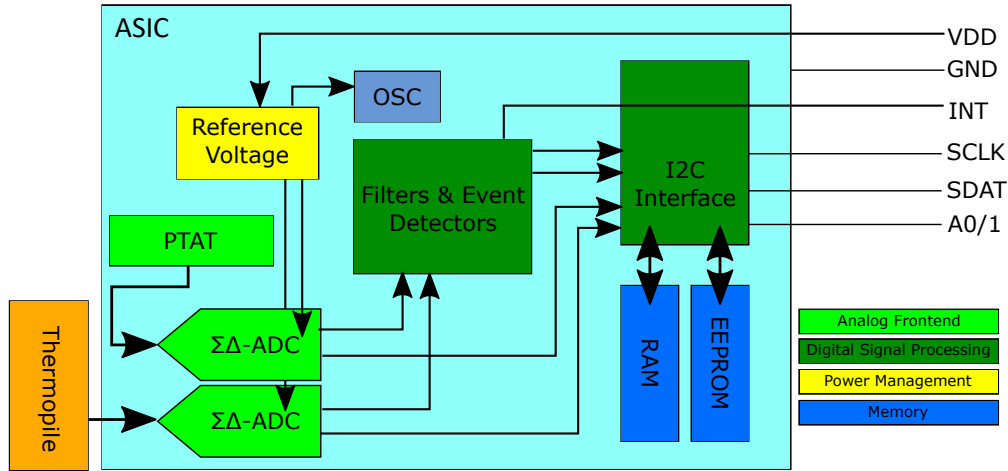 ASIC
VDD
GND
INT
SCLK
SDAT
A0/1
OSC
Reference
Voltage
Filters & Event
Detectors
I2C
Interface
PTAT
Thermopile
ΣΔ-ADC
ΣΔ-ADC
RAM
EEPROM
Analog Frontend
Digital Signal Processing
Power Management
Memory